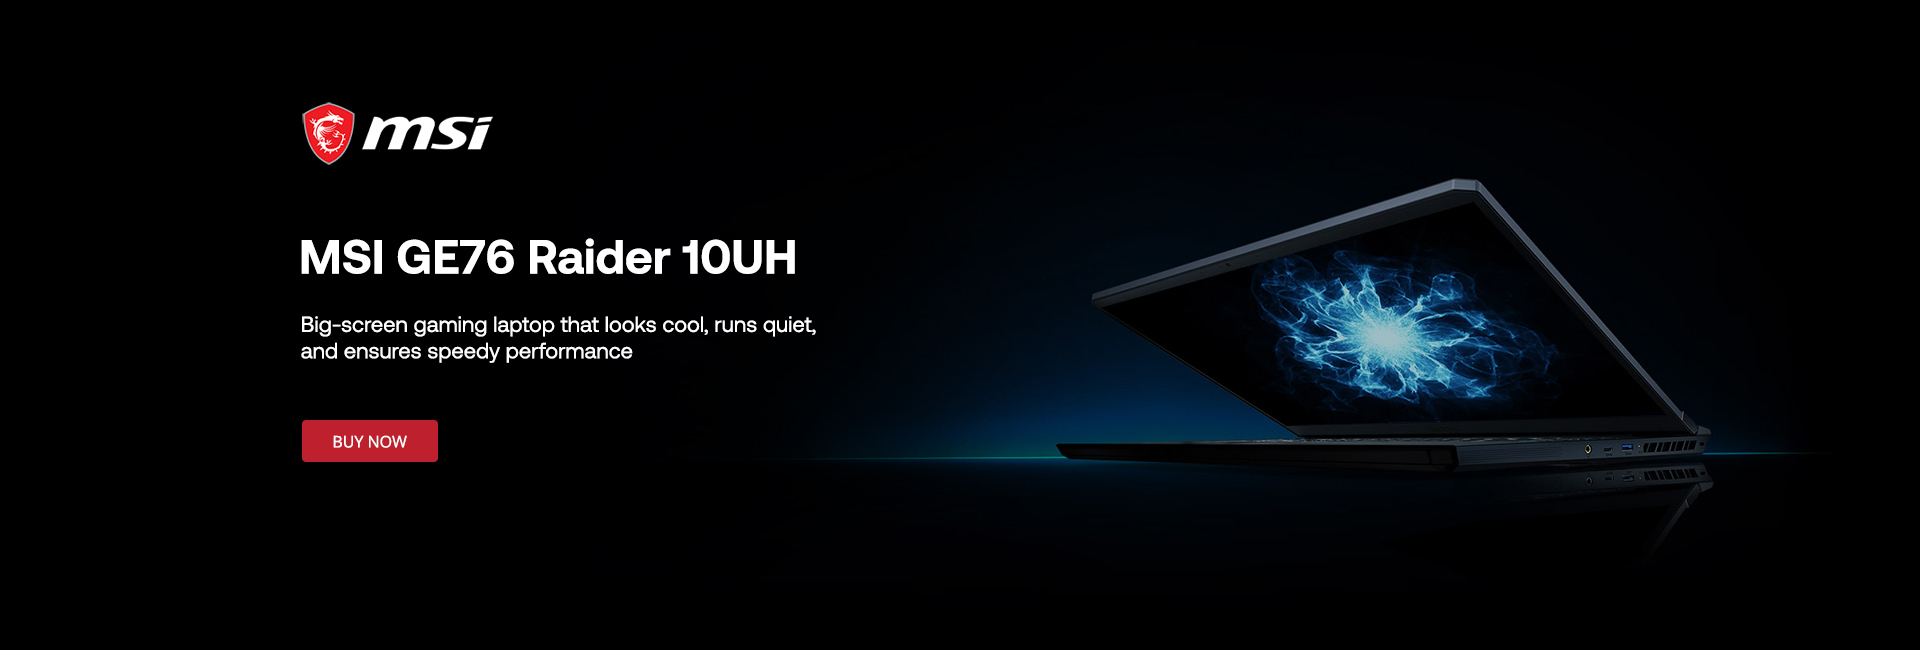 msi
MSI GE76 Raider 10UH
Big-screen gaming laptop that looks cool, runs quiet,
and ensures speedy performance
BUY NOW